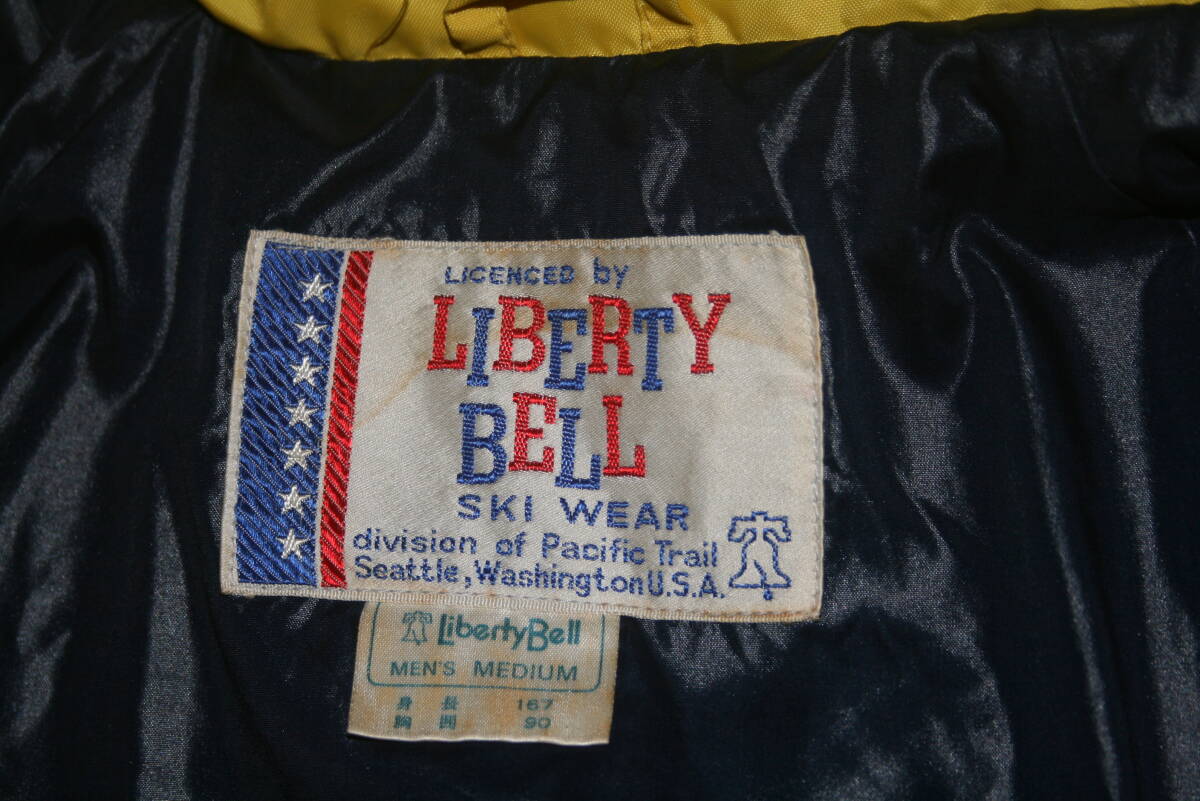 LICENCED by
LIBERTY
BELL
SKI WEAR
division of Pacific Trail
Seattle, Washington U.S.A.
LibertyBell
MEN'S MEDIUM
身長 167
胸囲 90